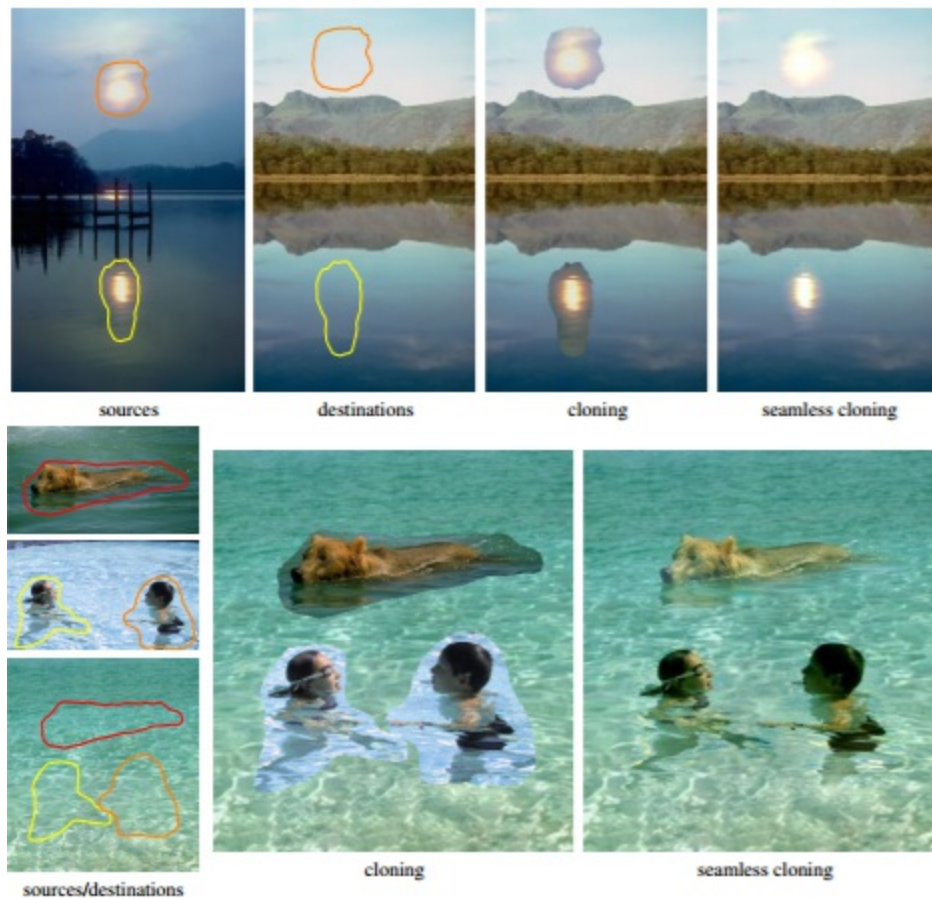 sources
destinations
cloning
seamless cloning
cloning
seamless cloning
sources/destinations